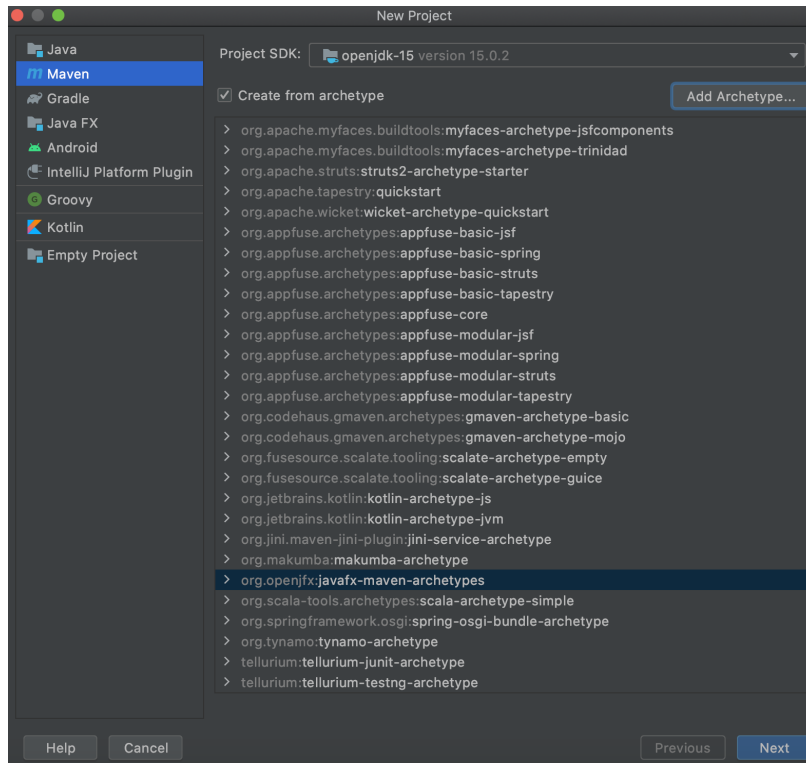 New Project
Java
Maven
Gradle
Java FX
Android
IntelliJ Platform Plugin
Groovy
Kotlin
Empty Project
Project SDK: openjdk-15 version 15.0.2
Create from archetype
Add Archetype...
org.apache.myfaces.buildtools:myfaces-archetype-jsfcomponents
org.apache.myfaces.buildtools:myfaces-archetype-trinidad
org.apache.struts:struts2-archetype-starter
org.apache.tapestry:quickstart
org.apache.wicket:wicket-archetype-quickstart
org.appfuse.archetypes:appfuse-basic-jsf
org.appfuse.archetypes:appfuse-basic-spring
org.appfuse.archetypes:appfuse-basic-struts
org.appfuse.archetypes:appfuse-basic-tapestry
org.appfuse.archetypes:appfuse-core
org.appfuse.archetypes:appfuse-modular-jsf
org.appfuse.archetypes:appfuse-modular-spring
org.appfuse.archetypes:appfuse-modular-struts
org.appfuse.archetypes:appfuse-modular-tapestry
org.codehaus.gmaven.archetypes:gmaven-archetype-basic
org.codehaus.gmaven.archetypes:gmaven-archetype-mojo
org.fusesource.scalate.tooling:scalate-archetype-empty
org.fusesource.scalate.tooling:scalate-archetype-guice
org.jetbrains.kotlin:kotlin-archetype-js
org.jetbrains.kotlin:kotlin-archetype-jvm
org.jini.maven-jini-plugin:jini-service-archetype
org.makumba:makumba-archetype
org.openjfx:javafx-maven-archetypes
org.scala-tools.archetypes:scala-archetype-simple
org.springframework.osgi:spring-osgi-bundle-archetype
org.tynamo:tynamo-archetype
tellurium:tellurium-junit-archetype
tellurium:tellurium-testng-archetype
Help
Cancel
Previous
Next